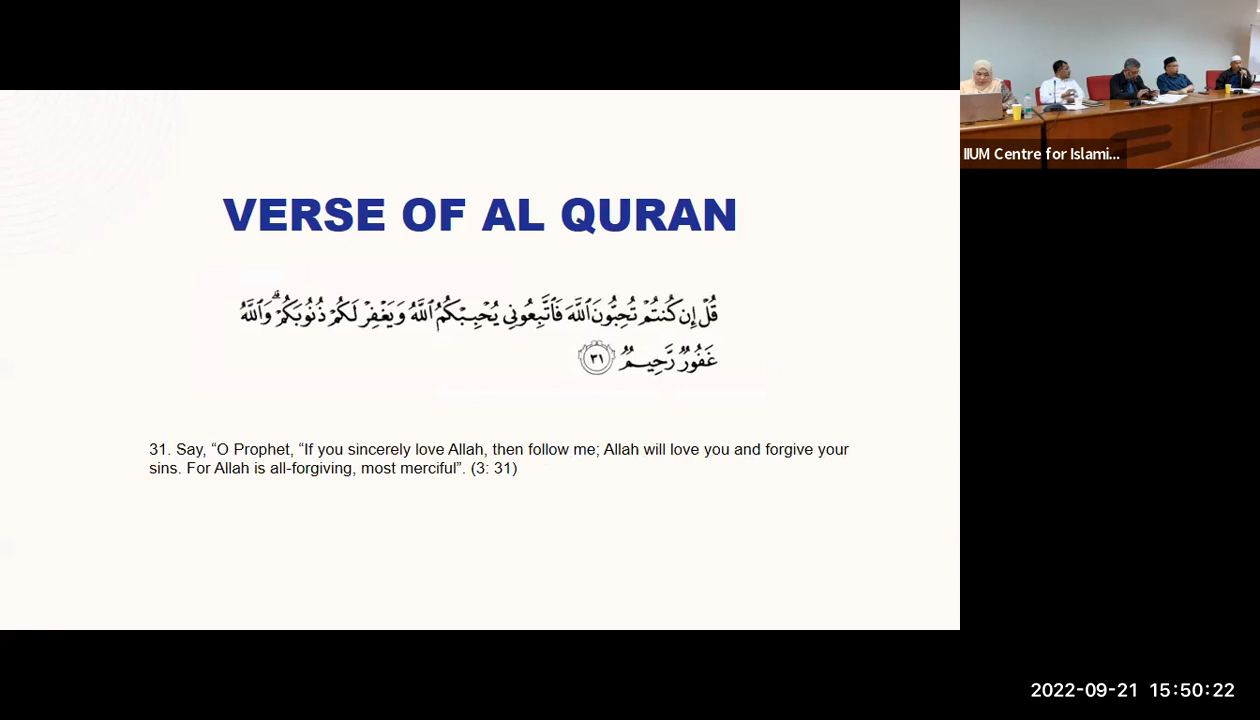 VERSE OF AL QURAN
قُلْ إِن كُنتُمْ تُحِبُّونَ ٱللَّهَ فَٱتَّبِعُونِى يُحْبِبْكُمُ ٱللَّهُ وَيَغْفِرْ لَكُمْ ذُنُوبَكُمْ ۗ وَٱللَّهُ
غَفُورٌ رَّحِيمٌ ٣١
31. Say, “O Prophet, “If you sincerely love Allah, then follow me; Allah will love you and forgive your
sins. For Allah is all-forgiving, most merciful”. (3: 31)
IIUM Centre for Islami...
2022-09-21 15:50:22